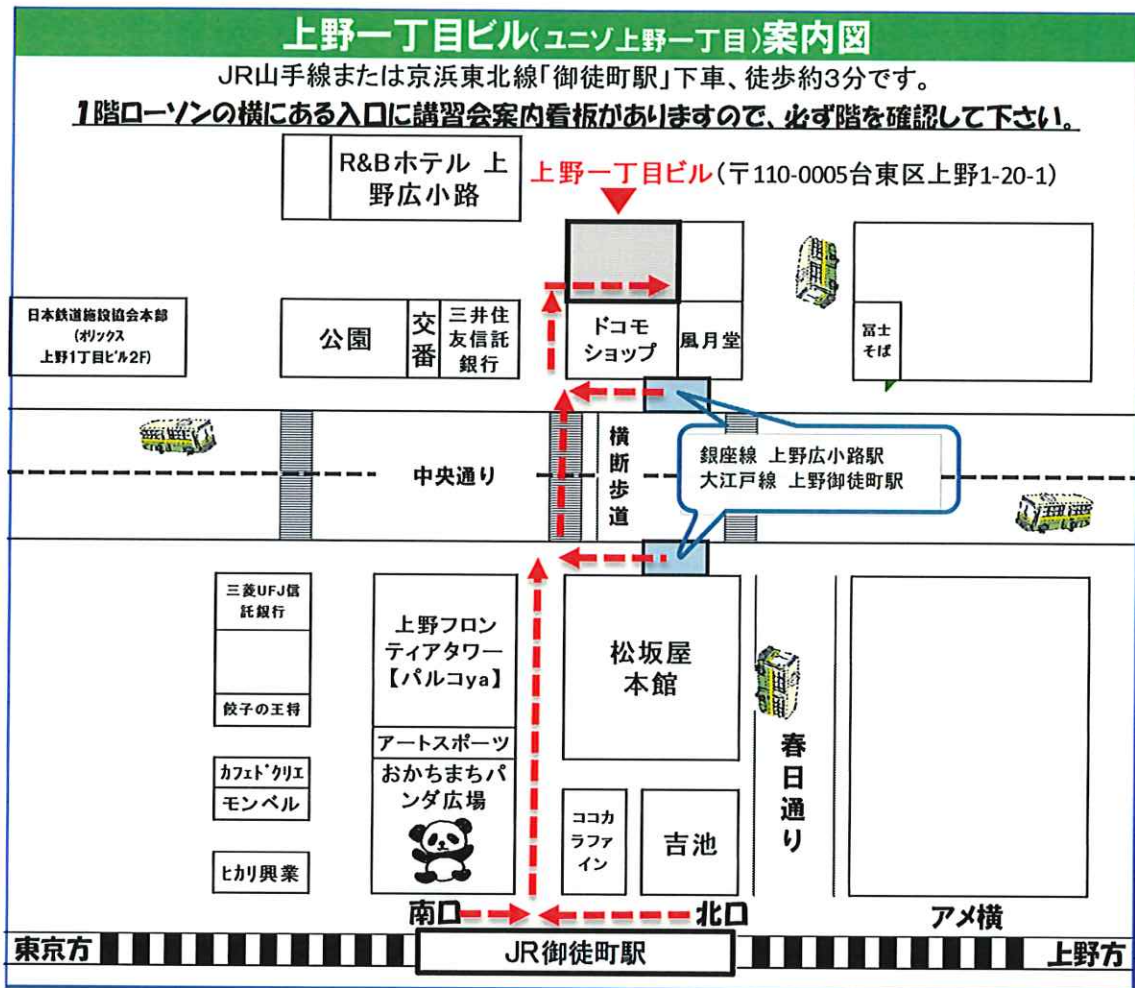 上野一丁目ビル(ユニゾ上野一丁目)案内図
JR山手線または京浜東北線「御徒町駅」下車、徒歩約3分です。
1階ローソンの横にある入口に講習会案内看板がありますので、必ず階を確認して下さい。
R&Bホテル 上
野広小路
上野一丁目ビル(〒110-0005台東区上野1-20-1)
日本鉄道施設協会本部
(オリックス
上野1丁目ビル2F)
公園
交
番
三井住
友信託
銀行
ドコモ
ショップ
風月堂
冨士
そば
中央通り
横
断
歩
道
銀座線 上野広小路駅
大江戸線 上野御徒町駅
三菱UFJ信
託銀行
餃子の王将
カフェドクリエ
モンベル
ヒカリ興業
上野フロン
ティアタワー
【パルコya】
アートスポーツ
おかちまちパ
ンダ広場
松坂屋
本館
ココカ
ラファ
イン
吉池
春
日
通
り
南口
北口
アメ横
東京方
JR御徒町駅
上野方